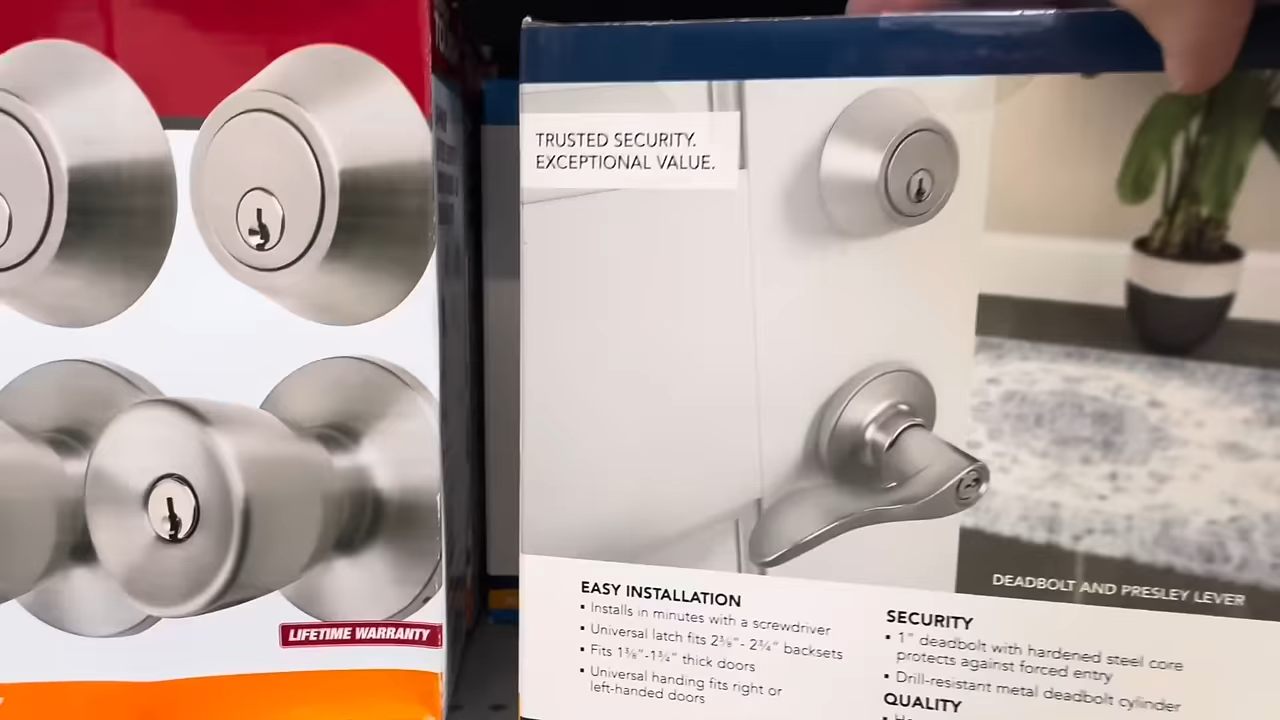 LIFETIME WARRANTY
TRUSTED SECURITY.
EXCEPTIONAL VALUE.
DEADBOLT AND PRESLEY LEVER
EASY INSTALLATION
▪ Installs in minutes with a screwdriver
▪ Universal latch fits 2⅜"- 2¾" backsets
▪ Fits 1⅜"-1¾" thick doors
▪ Universal handing fits right or
left-handed doors
SECURITY
▪ 1" deadbolt with hardened steel core
protects against forced entry
▪ Drill-resistant metal deadbolt cylinder
QUALITY